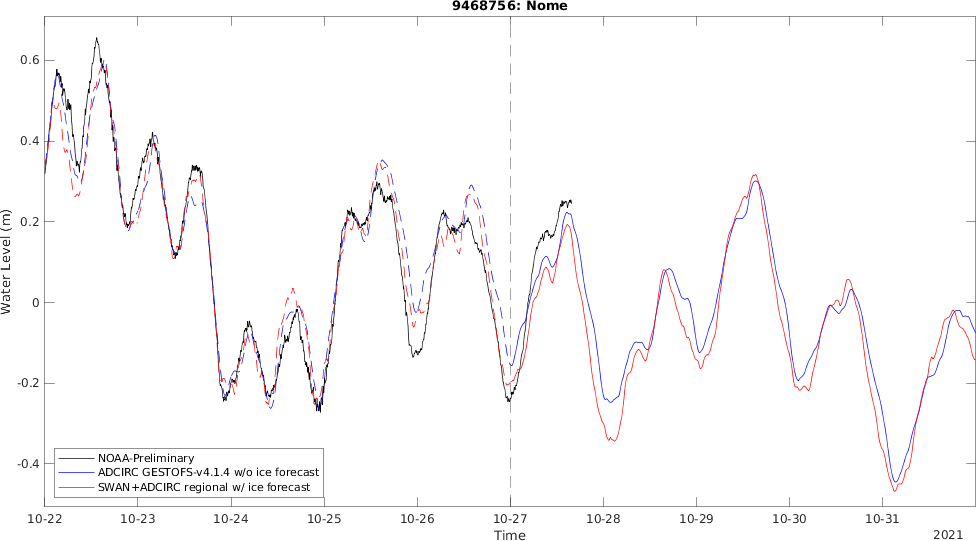 9468756: Nome
Water Level (m)
0.6
0.4
0.2
0
-0.2
-0.4
NOAA-Preliminary
ADCIRC GESTOFS-v4.1.4 w/o ice forecast
SWAN+ADCIRC regional w/ ice forecast
10-22 10-23 10-24 10-25 10-26 10-27 10-28 10-29 10-30 10-31
Time
2021